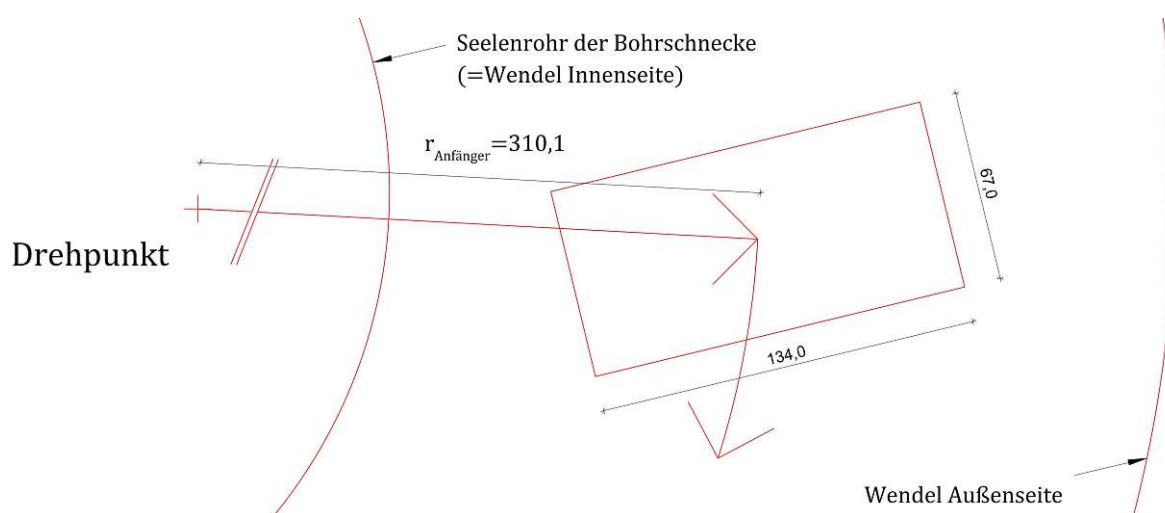 Seelenrohr der Bohrschnecke
(=Wendel Innenseite)
r_Anfänger=310,1
67,0
Drehpunkt
134,0
Wendel Außenseite